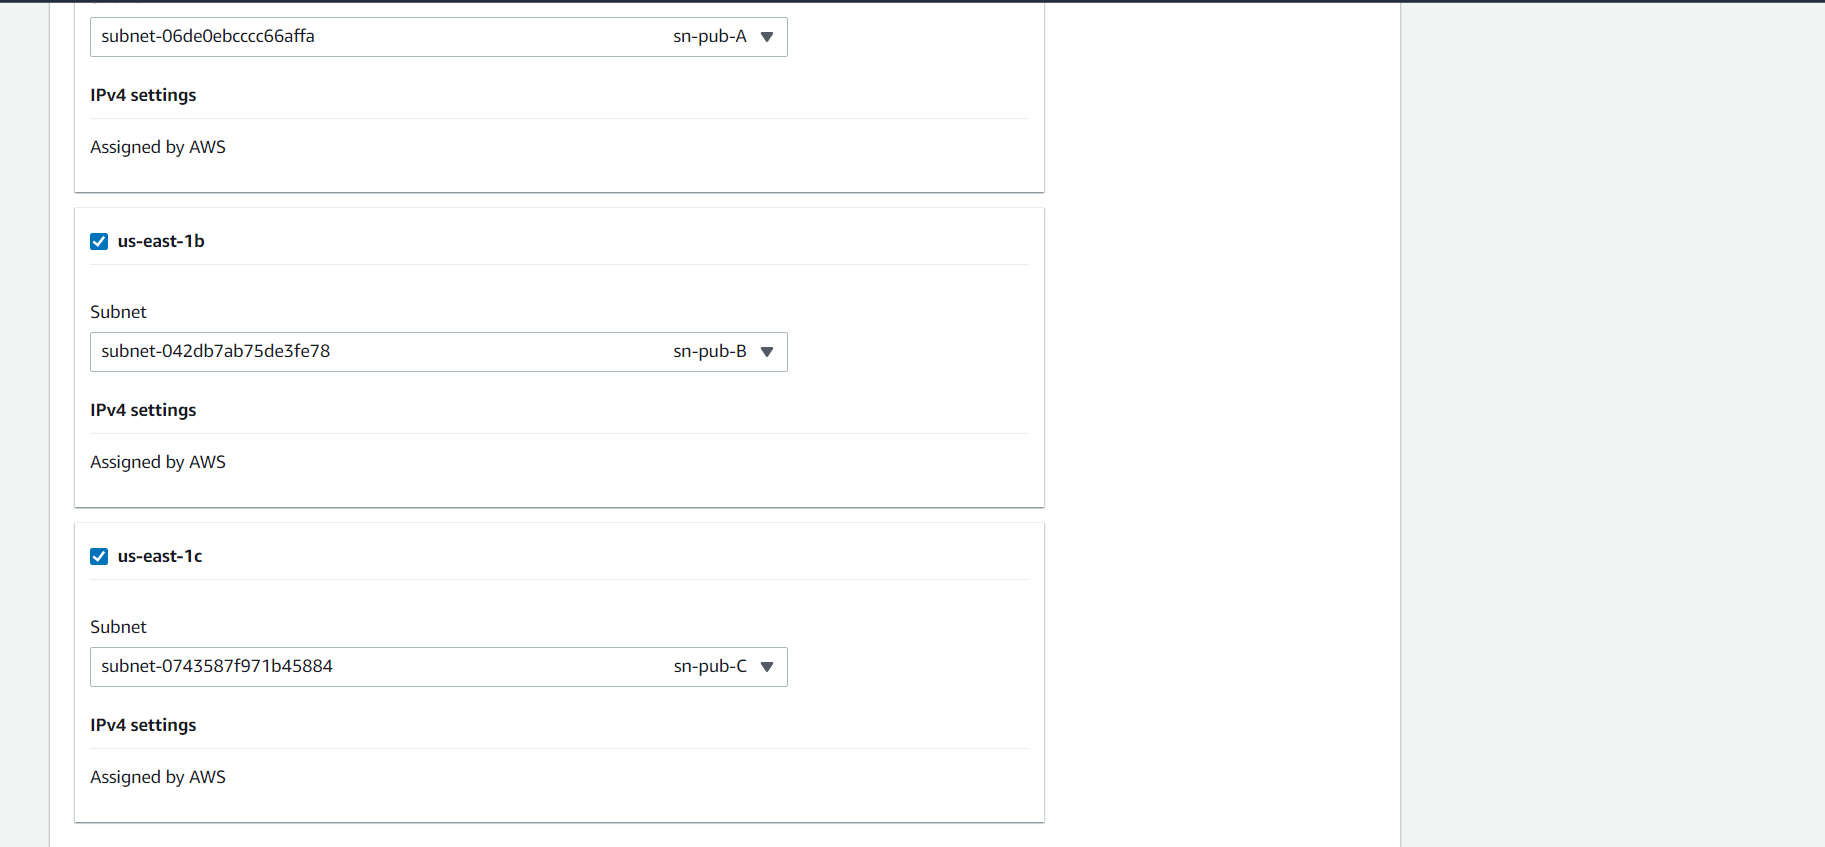 subnet-06de0ebcccc66affa sn-pub-A
IPv4 settings
Assigned by AWS
us-east-1b
Subnet
subnet-042db7ab75de3fe78 sn-pub-B
IPv4 settings
Assigned by AWS
us-east-1c
Subnet
subnet-0743587f971b45884 sn-pub-C
IPv4 settings
Assigned by AWS